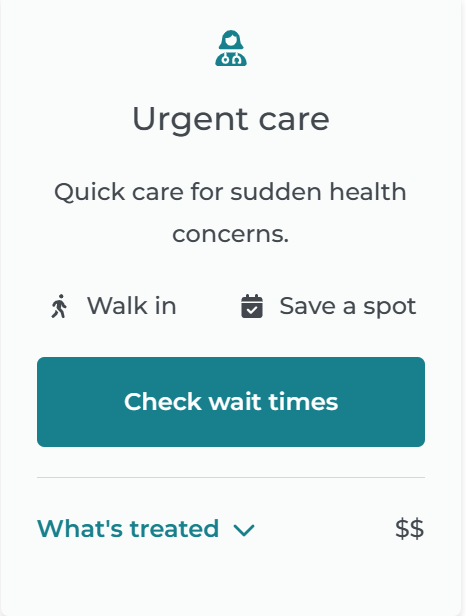 Urgent care
Quick care for sudden health
concerns.
Walk in Save a spot
Check wait times
What's treated $$